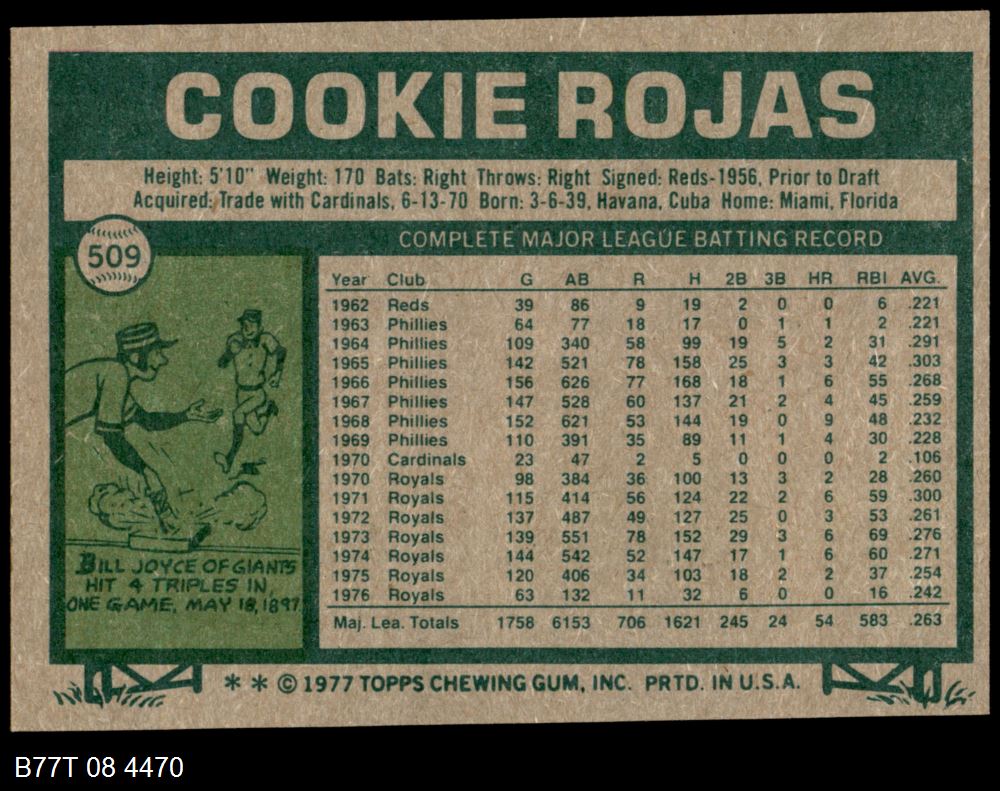 COOKIE ROJAS
Height: 5'10" Weight: 170 Bats: Right Throws: Right Signed: Reds-1956, Prior to Draft
Acquired: Trade with Cardinals, 6-13-70 Born: 3-6-39, Havana, Cuba Home: Miami, Florida
509
COMPLETE MAJOR LEAGUE BATTING RECORD
Year Club G AB R H 2B 3B HR RBI AVG.
1962 Reds 39 86 9 19 2 0 0 6 .221
1963 Phillies 64 77 18 17 0 1 1 2 .221
1964 Phillies 109 340 58 99 19 5 2 31 .291
1965 Phillies 142 521 78 158 25 3 3 42 .303
1966 Phillies 156 626 77 168 18 1 6 55 .268
1967 Phillies 147 528 60 137 21 2 4 45 .259
1968 Phillies 152 621 53 144 19 0 9 48 .232
1969 Phillies 110 391 35 89 11 1 4 30 .228
1970 Cardinals 23 47 2 5 0 0 0 2 .106
1970 Royals 98 384 36 100 13 3 2 28 .260
1971 Royals 115 414 56 124 22 2 6 59 .300
1972 Royals 137 487 49 127 25 0 3 53 .261
1973 Royals 139 551 78 152 29 3 6 69 .276
1974 Royals 144 542 52 147 17 1 6 60 .271
1975 Royals 120 406 34 103 18 2 2 37 .254
1976 Royals 63 132 11 32 6 0 0 16 .242
Maj. Lea. Totals 1758 6153 706 1621 245 24 54 583 .263
BILL JOYCE OF GIANTS
HIT 4 TRIPLES IN
ONE GAME, MAY 18, 1897
* * © 1977 TOPPS CHEWING GUM, INC. PRTD. IN U.S.A.
B77T 08 4470